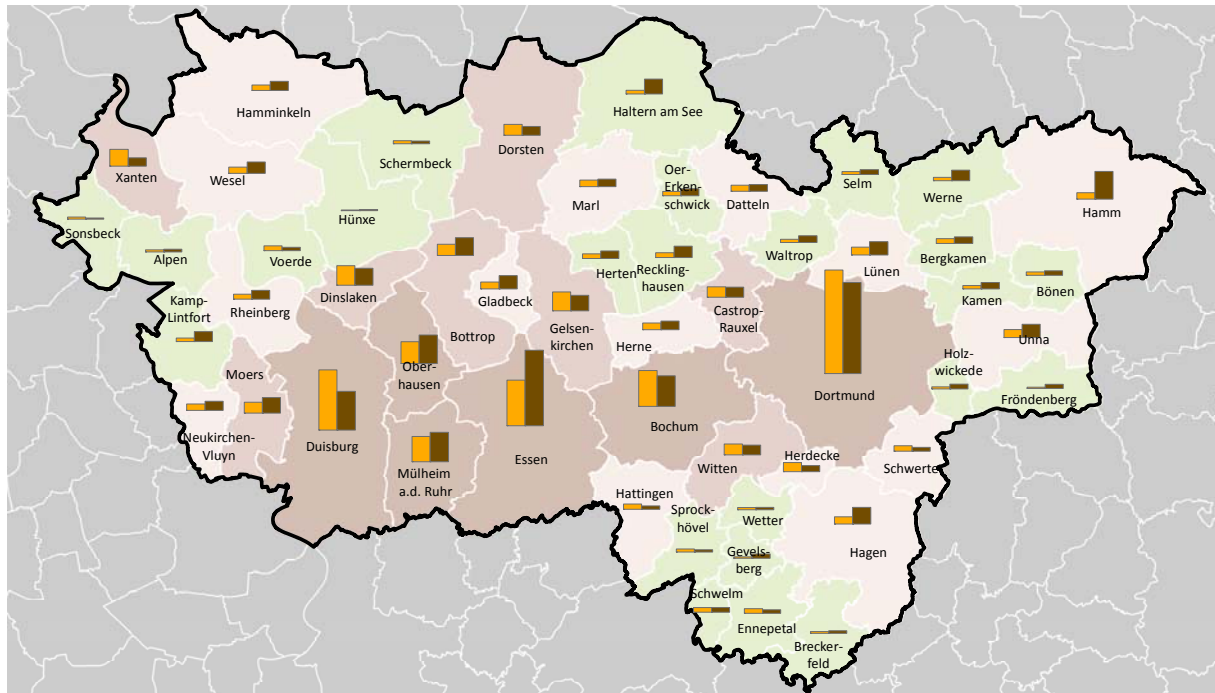 Hamminkeln
Haltern am See
Dorsten
Schermbeck
Xanten
Wesel
Oer-
Erken-
schwick
Marl
Datteln
Selm
Werne
Hamm
Sonsbeck
Hünxe
Alpen
Voerde
Herten
Reckling-
hausen
Waltrop
Lünen
Bergkamen
Kamp-
Lintfort
Rheinberg
Dinslaken
Gladbeck
Kamen
Bönen
Castrop-
Rauxel
Gelsen-
kirchen
Bottrop
Herne
Unna
Holz-
wickede
Moers
Ober-
hausen
Dortmund
Fröndenberg
Bochum
Neukirchen-
Vluyn
Duisburg
Mülheim
a.d. Ruhr
Essen
Witten
Herdecke
Schwerte
Hattingen
Sprock-
hövel
Wetter
Hagen
Gevels-
berg
Schwelm
Ennepetal
Brecker-
feld